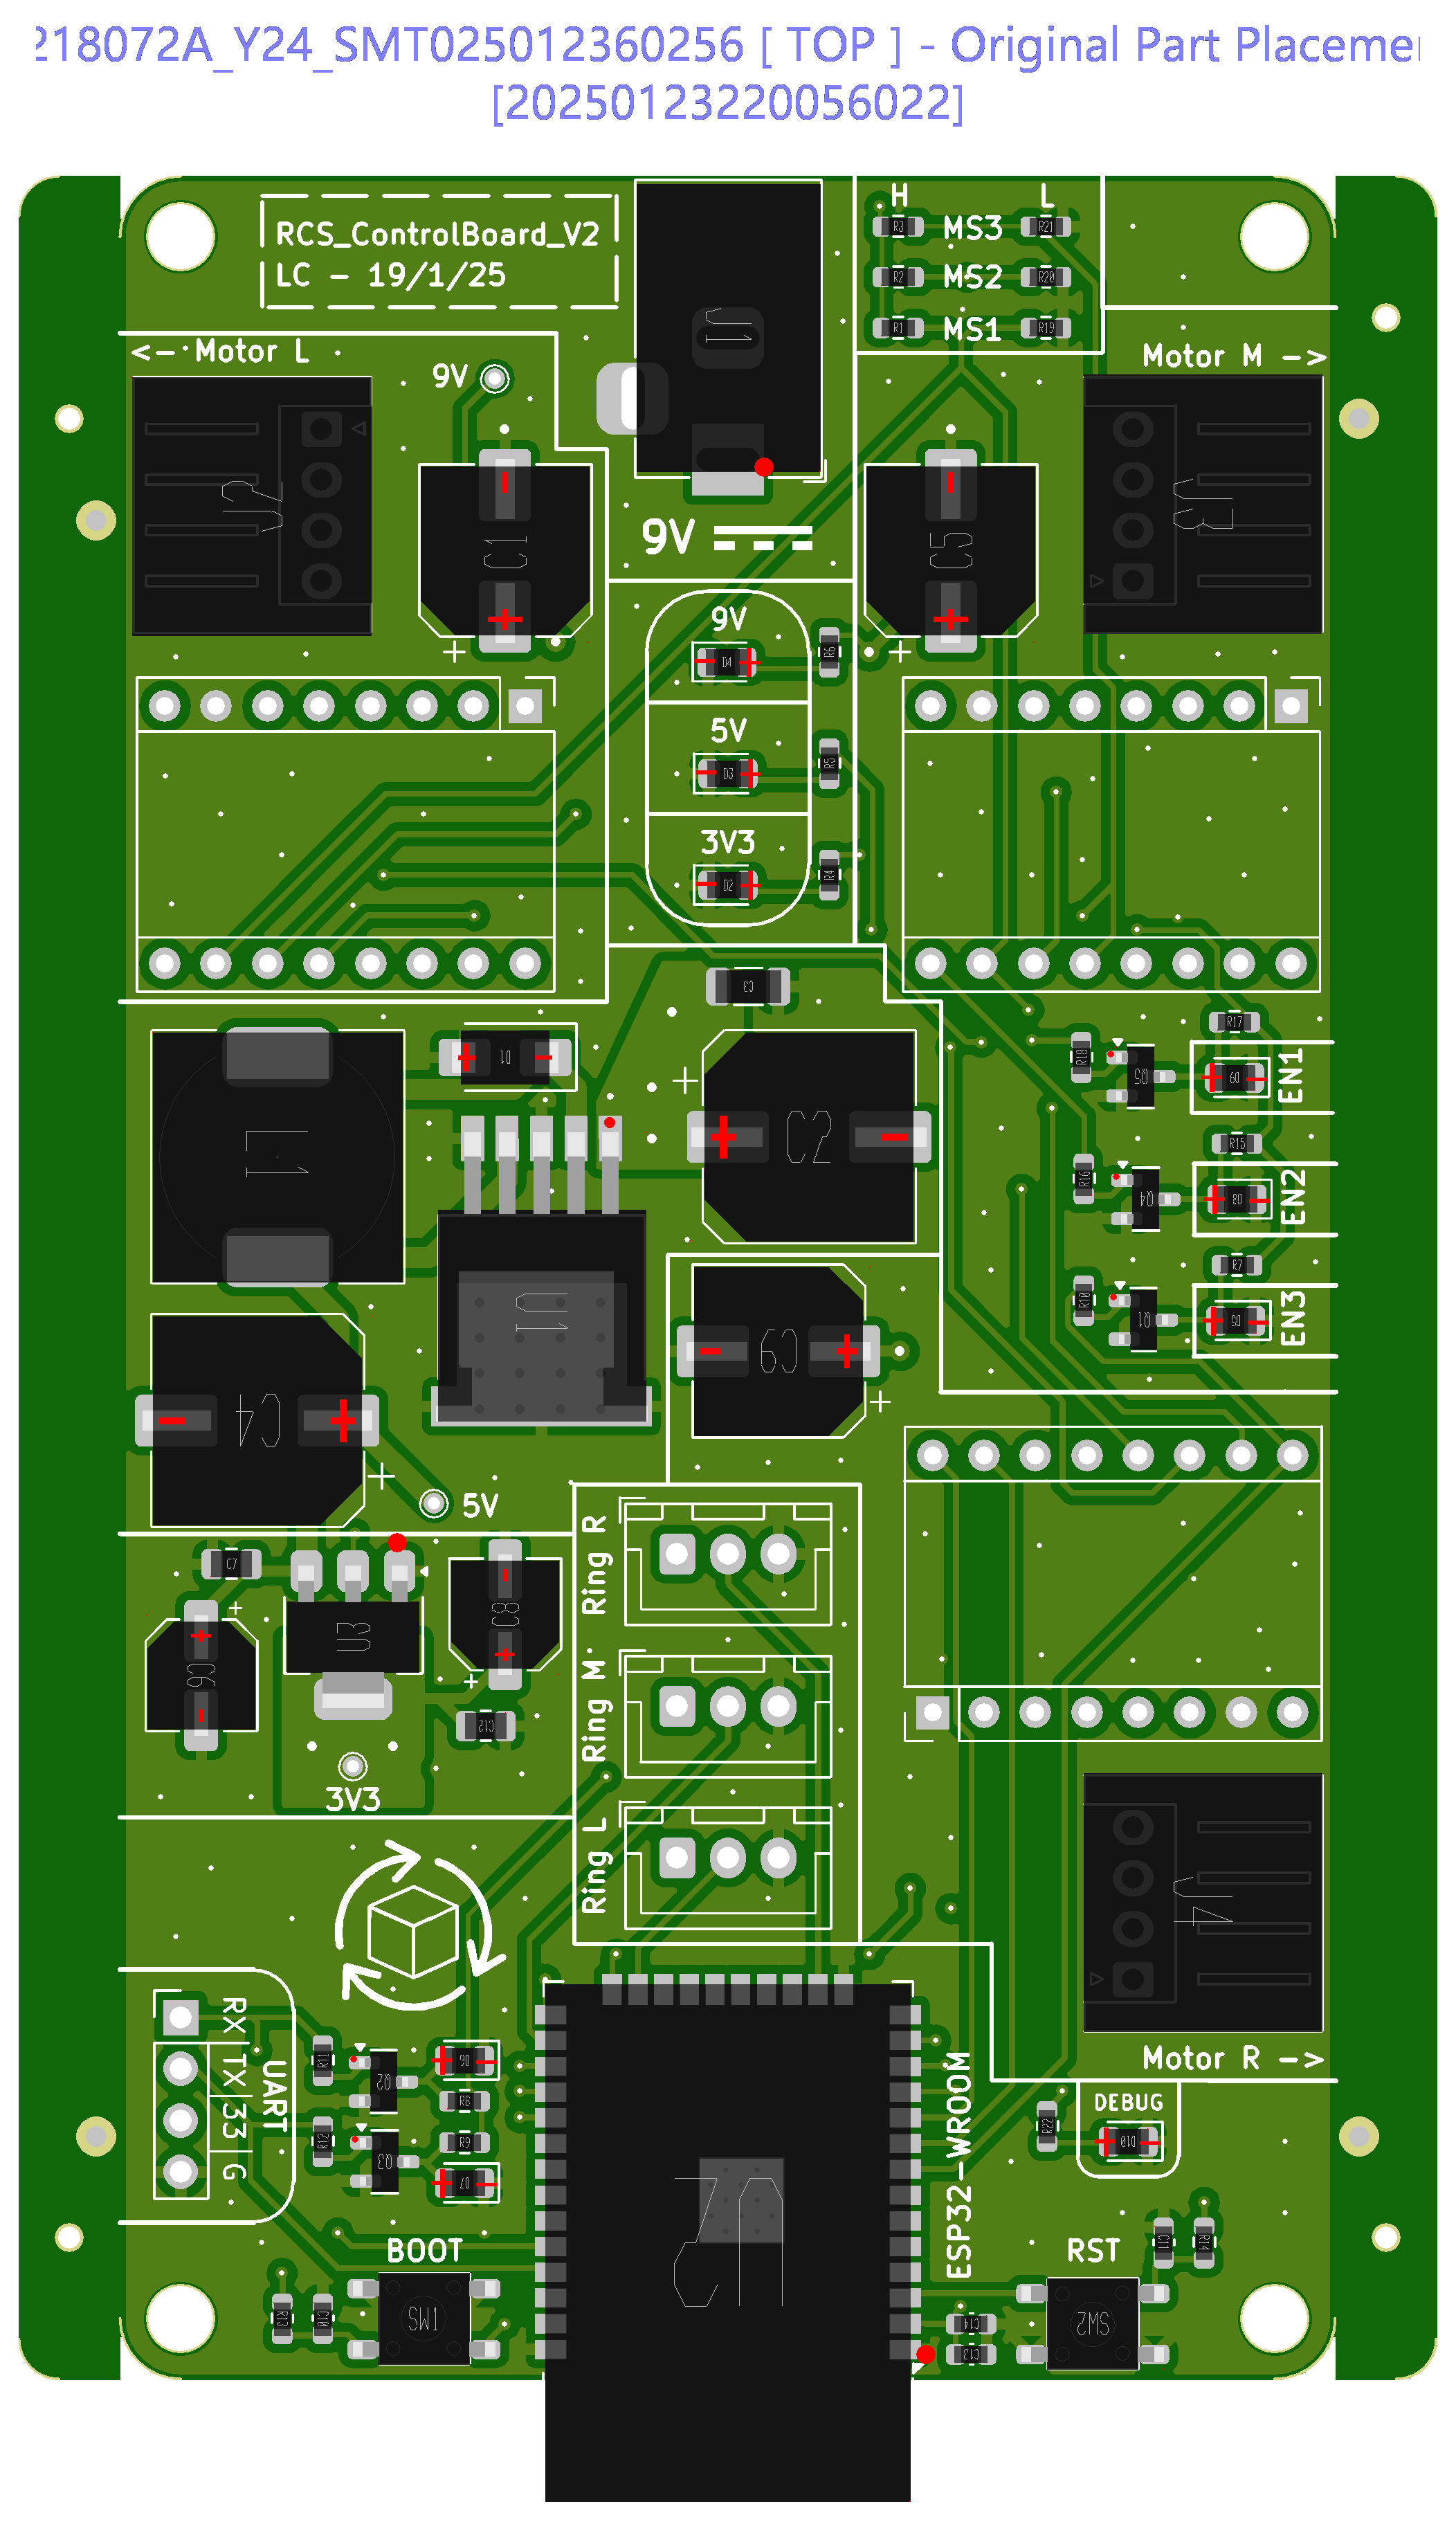 218072A_Y24_SMT025012360256 [ TOP ] - Original Part Placeme
[20250123220056022]
RCS_ControlBoard_V2
LC - 19/1/25
H L
R3 MS3 R21
R2 MS2 R20
R1 MS1 R19
J1
<- Motor L
Motor M ->
9V
J2
J3
C1
C5
9V
9V
D4
R6
5V
D3
R5
3V3
D2
R4
C3
D1
L1
C2
R17
R18
Q5
D9
EN1
R15
R16
Q4
D8
EN2
R7
R10
Q1
D5
EN3
U1
C9
C4
5V
C7
U3
C8
C6
C12
3V3
Ring R
Ring M
Ring L
J4
Motor R ->
RX
TX
33
G
UART
R11
Q2
D6
R8
R12
Q3
R9
D7
U2
ESP32-WROOM
DEBUG
R22
D10
BOOT
RST
C11
R14
R13
C10
SW1
C14
C13
SW2